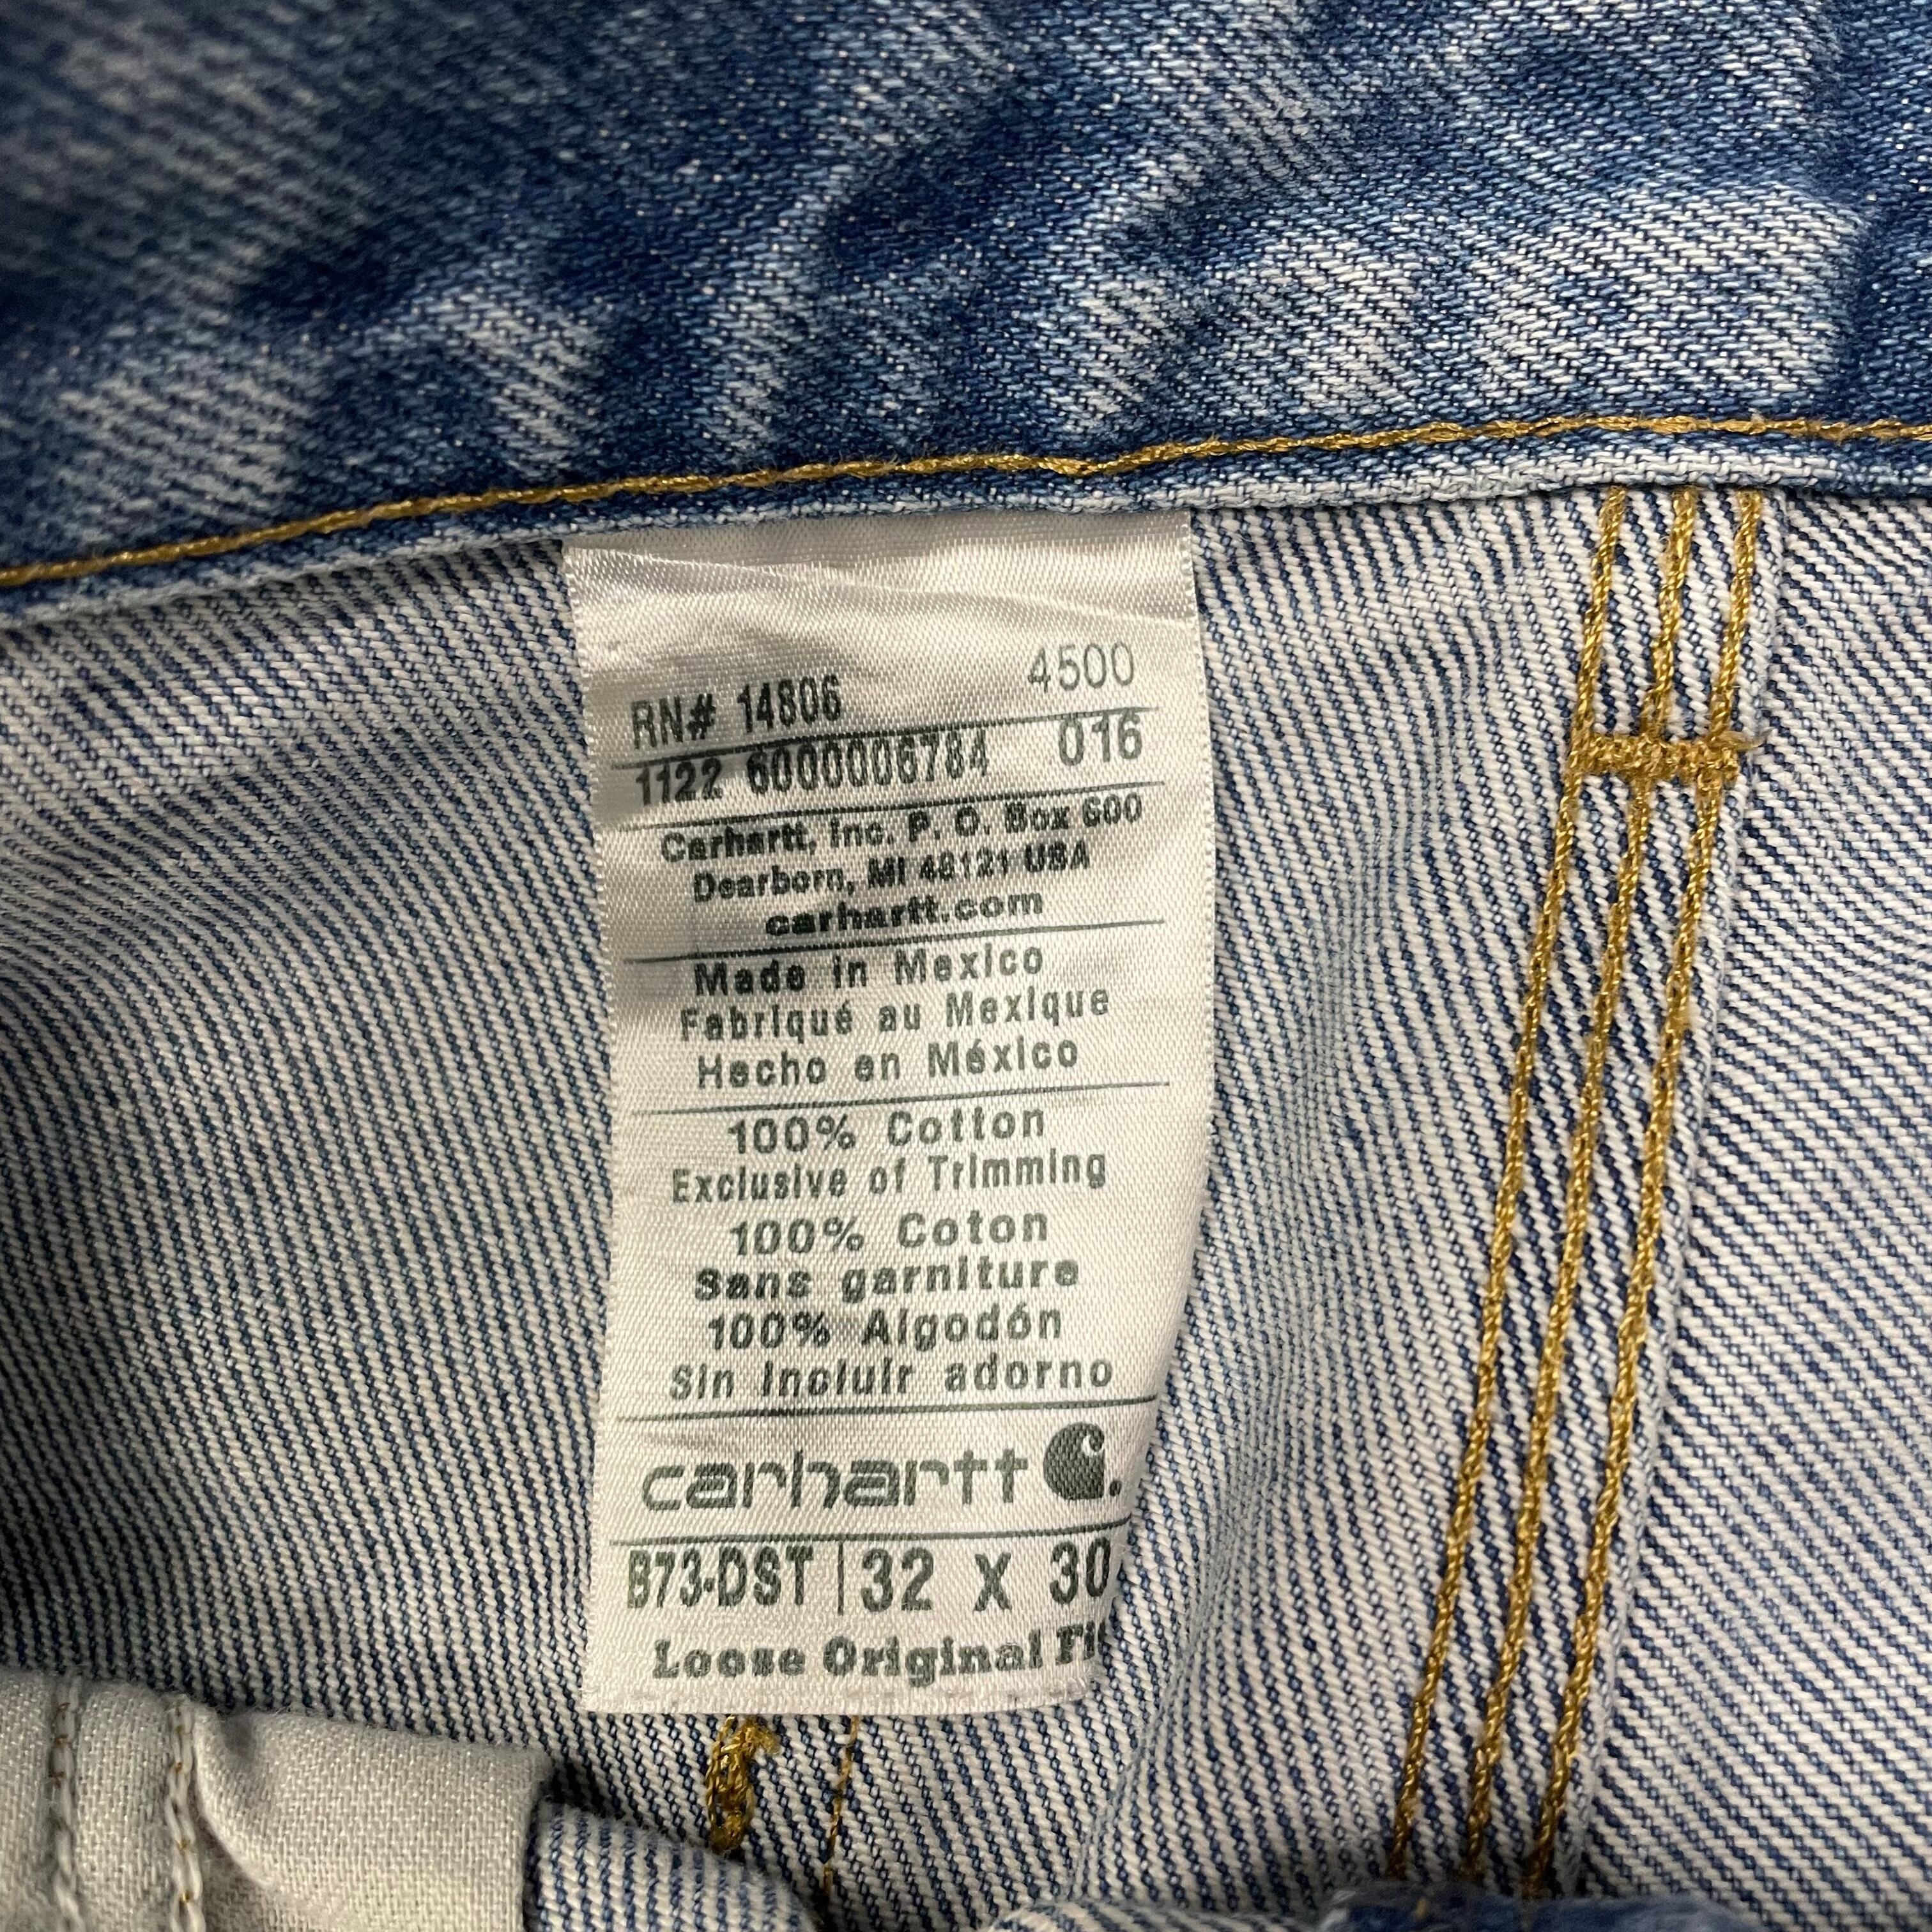 4500
RN# 14806
1122 6000006784 016
Carhartt, Inc. P. O. Box 600
Dearborn, MI 48121 USA
carhartt.com
Made in Mexico
Fabriqué au Mexique
Hecho en México
100% Cotton
Exclusive of Trimming
100% Coton
Sans garniture
100% Algodón
Sin incluir adorno
carhartt
B73-DST | 32 X 30
Loose Original Fit